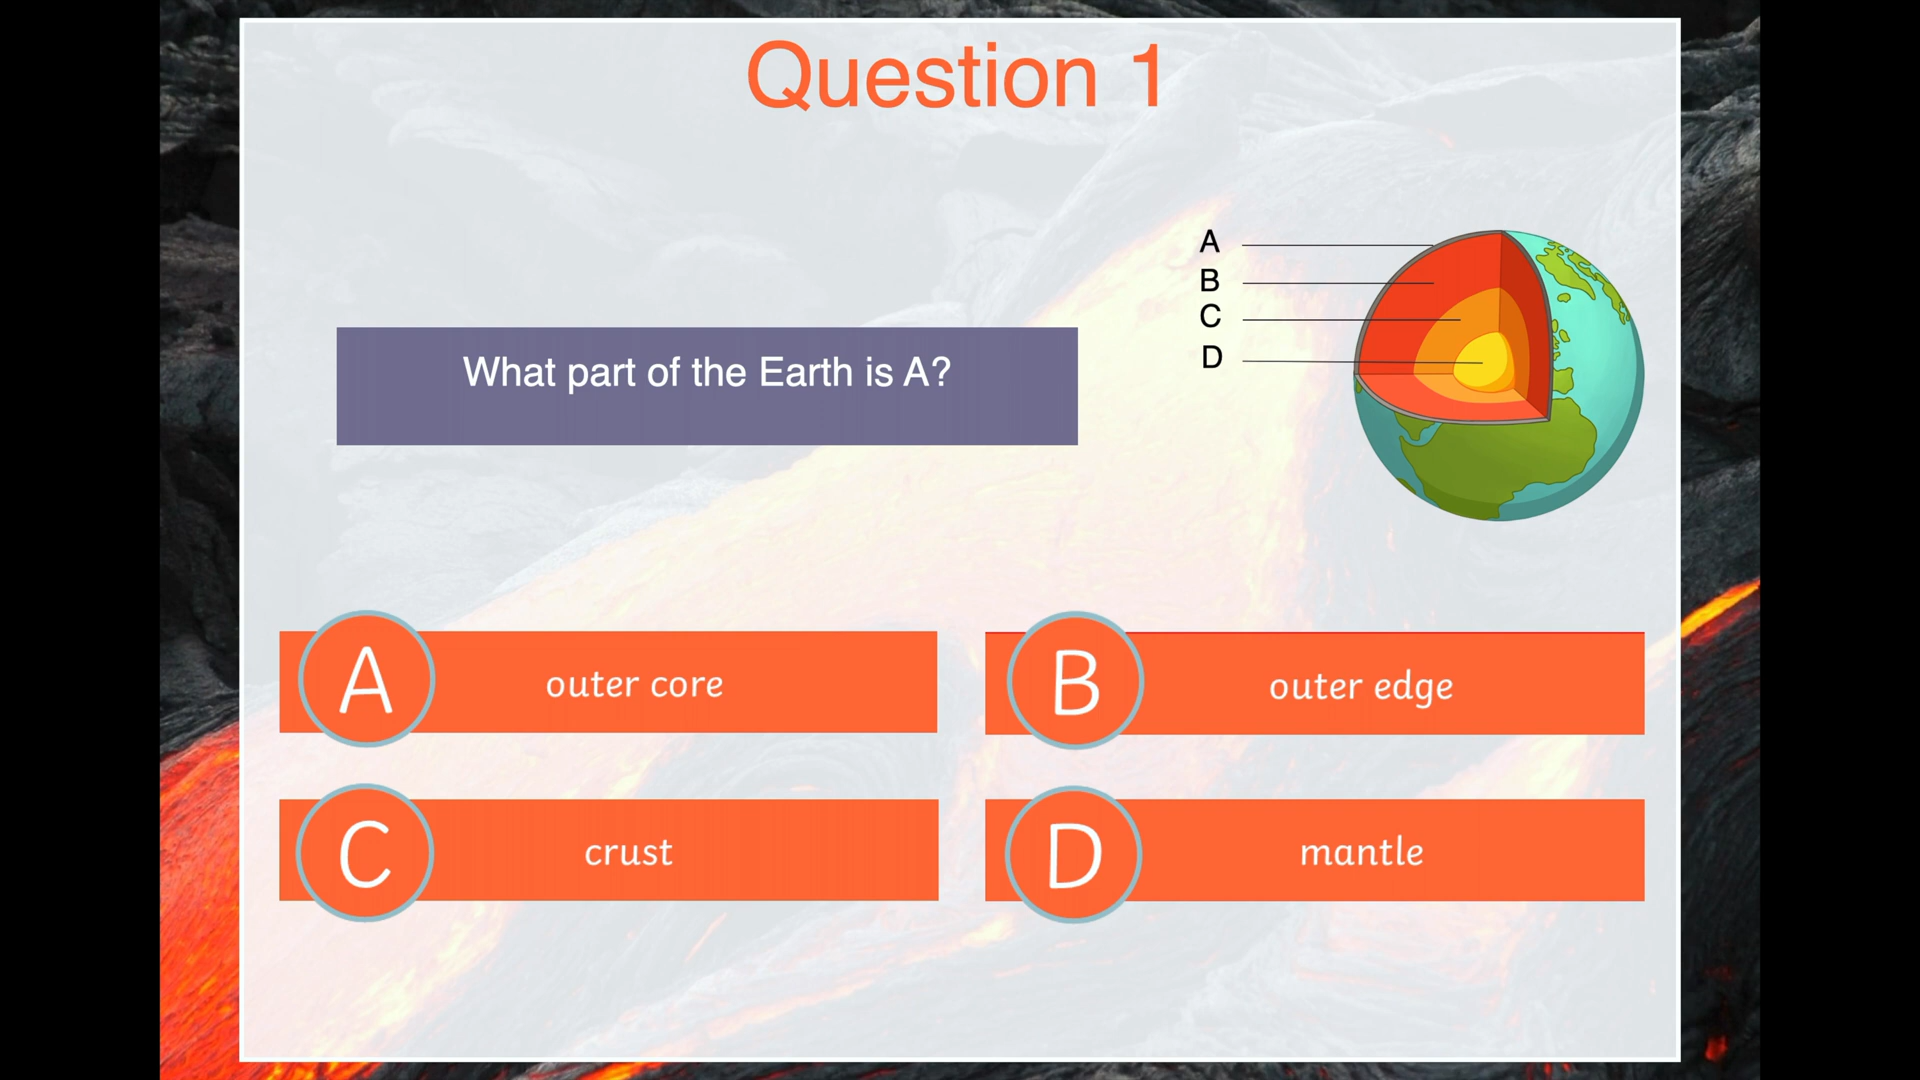 Question 1
A
B
C
D
What part of the Earth is A?
A outer core
B outer edge
C crust
D mantle